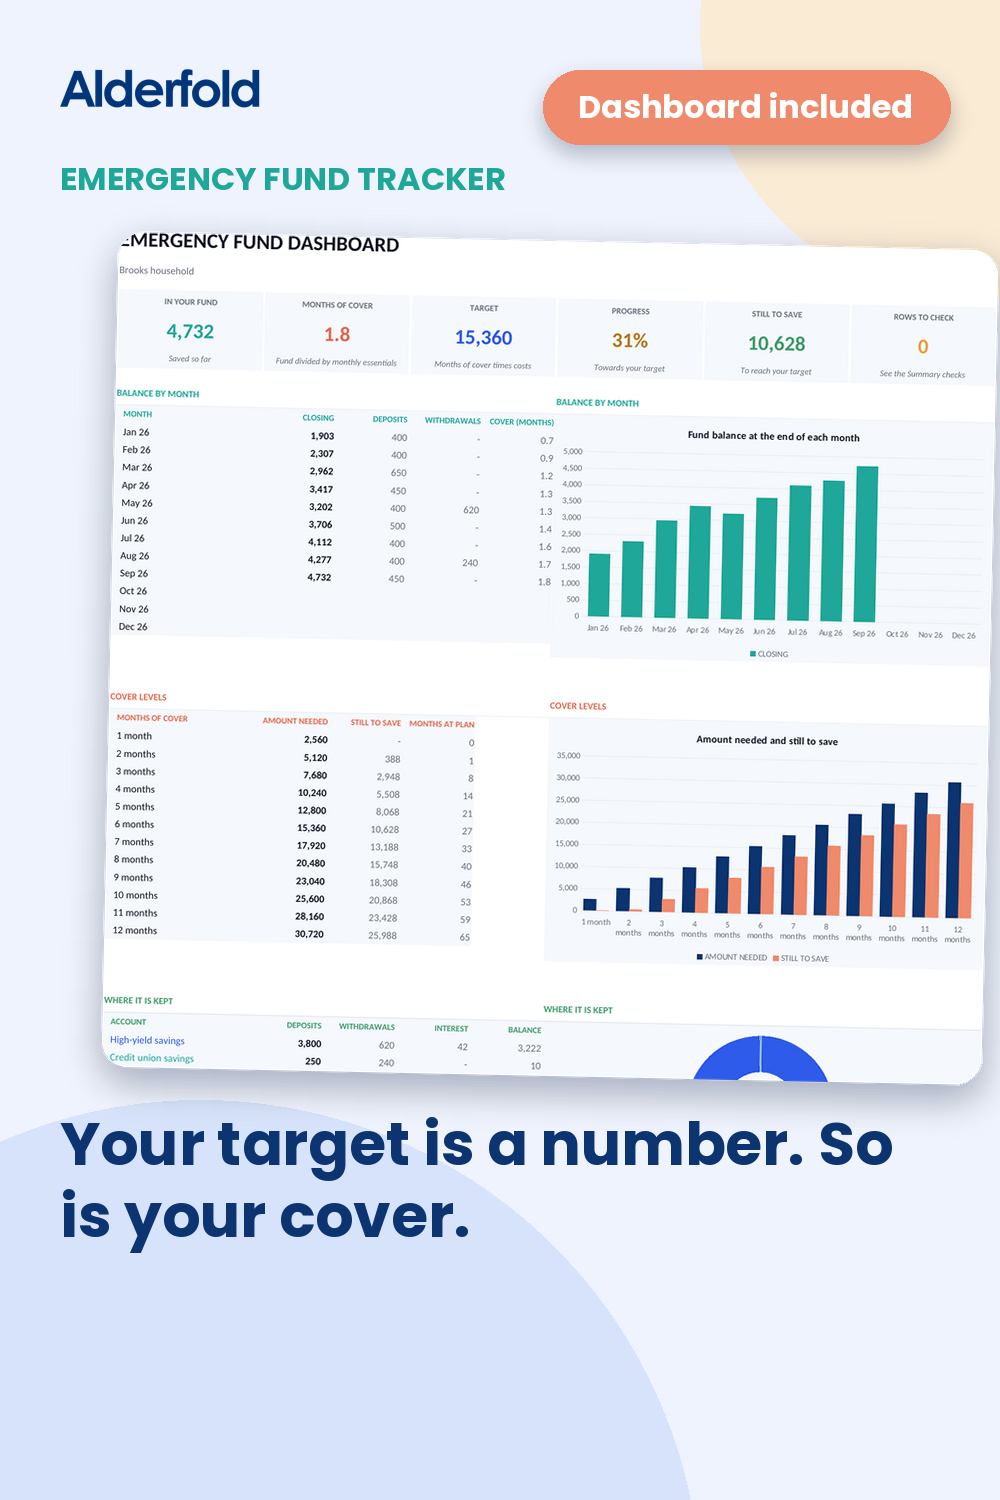 Alderfold
Dashboard included
EMERGENCY FUND TRACKER
EMERGENCY FUND DASHBOARD
Brooks household
IN YOUR FUND MONTHS OF COVER TARGET PROGRESS STILL TO SAVE ROWS TO CHECK
4,732 1.8 15,360 31% 10,628 0
Saved so far Fund divided by monthly essentials Months of cover times costs Towards your target To reach your target See the Summary checks
BALANCE BY MONTH
MONTH CLOSING DEPOSITS WITHDRAWALS COVER (MONTHS)
Jan 26 1,903 400 - 0.7
Feb 26 2,307 400 - 0.9
Mar 26 2,962 650 - 1.2
Apr 26 3,417 450 - 1.3
May 26 3,202 400 620 1.3
Jun 26 3,706 500 - 1.4
Jul 26 4,112 400 - 1.6
Aug 26 4,277 400 240 1.7
Sep 26 4,732 450 - 1.8
Oct 26
Nov 26
Dec 26
BALANCE BY MONTH
Fund balance at the end of each month
5,000
4,500
4,000
3,500
3,000
2,500
2,000
1,500
1,000
500
0
Jan 26 Feb 26 Mar 26 Apr 26 May 26 Jun 26 Jul 26 Aug 26 Sep 26 Oct 26 Nov 26 Dec 26
CLOSING
COVER LEVELS
MONTHS OF COVER AMOUNT NEEDED STILL TO SAVE MONTHS AT PLAN
1 month 2,560 - 0
2 months 5,120 388 1
3 months 7,680 2,948 8
4 months 10,240 5,508 14
5 months 12,800 8,068 21
6 months 15,360 10,628 27
7 months 17,920 13,188 33
8 months 20,480 15,748 40
9 months 23,040 18,308 46
10 months 25,600 20,868 53
11 months 28,160 23,428 59
12 months 30,720 25,988 65
COVER LEVELS
Amount needed and still to save
35,000
30,000
25,000
20,000
15,000
10,000
5,000
0
1 month 2 months 3 months 4 months 5 months 6 months 7 months 8 months 9 months 10 months 11 months 12 months
AMOUNT NEEDED STILL TO SAVE
WHERE IT IS KEPT
ACCOUNT DEPOSITS WITHDRAWALS INTEREST BALANCE
High-yield savings 3,800 620 42 3,222
Credit union savings 250 240 - 10
WHERE IT IS KEPT
Your target is a number. So
is your cover.